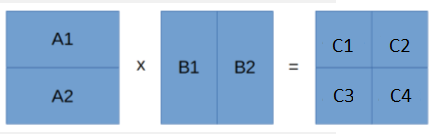 A1
A2
x
B1 B2
=
C1 C2
C3 C4